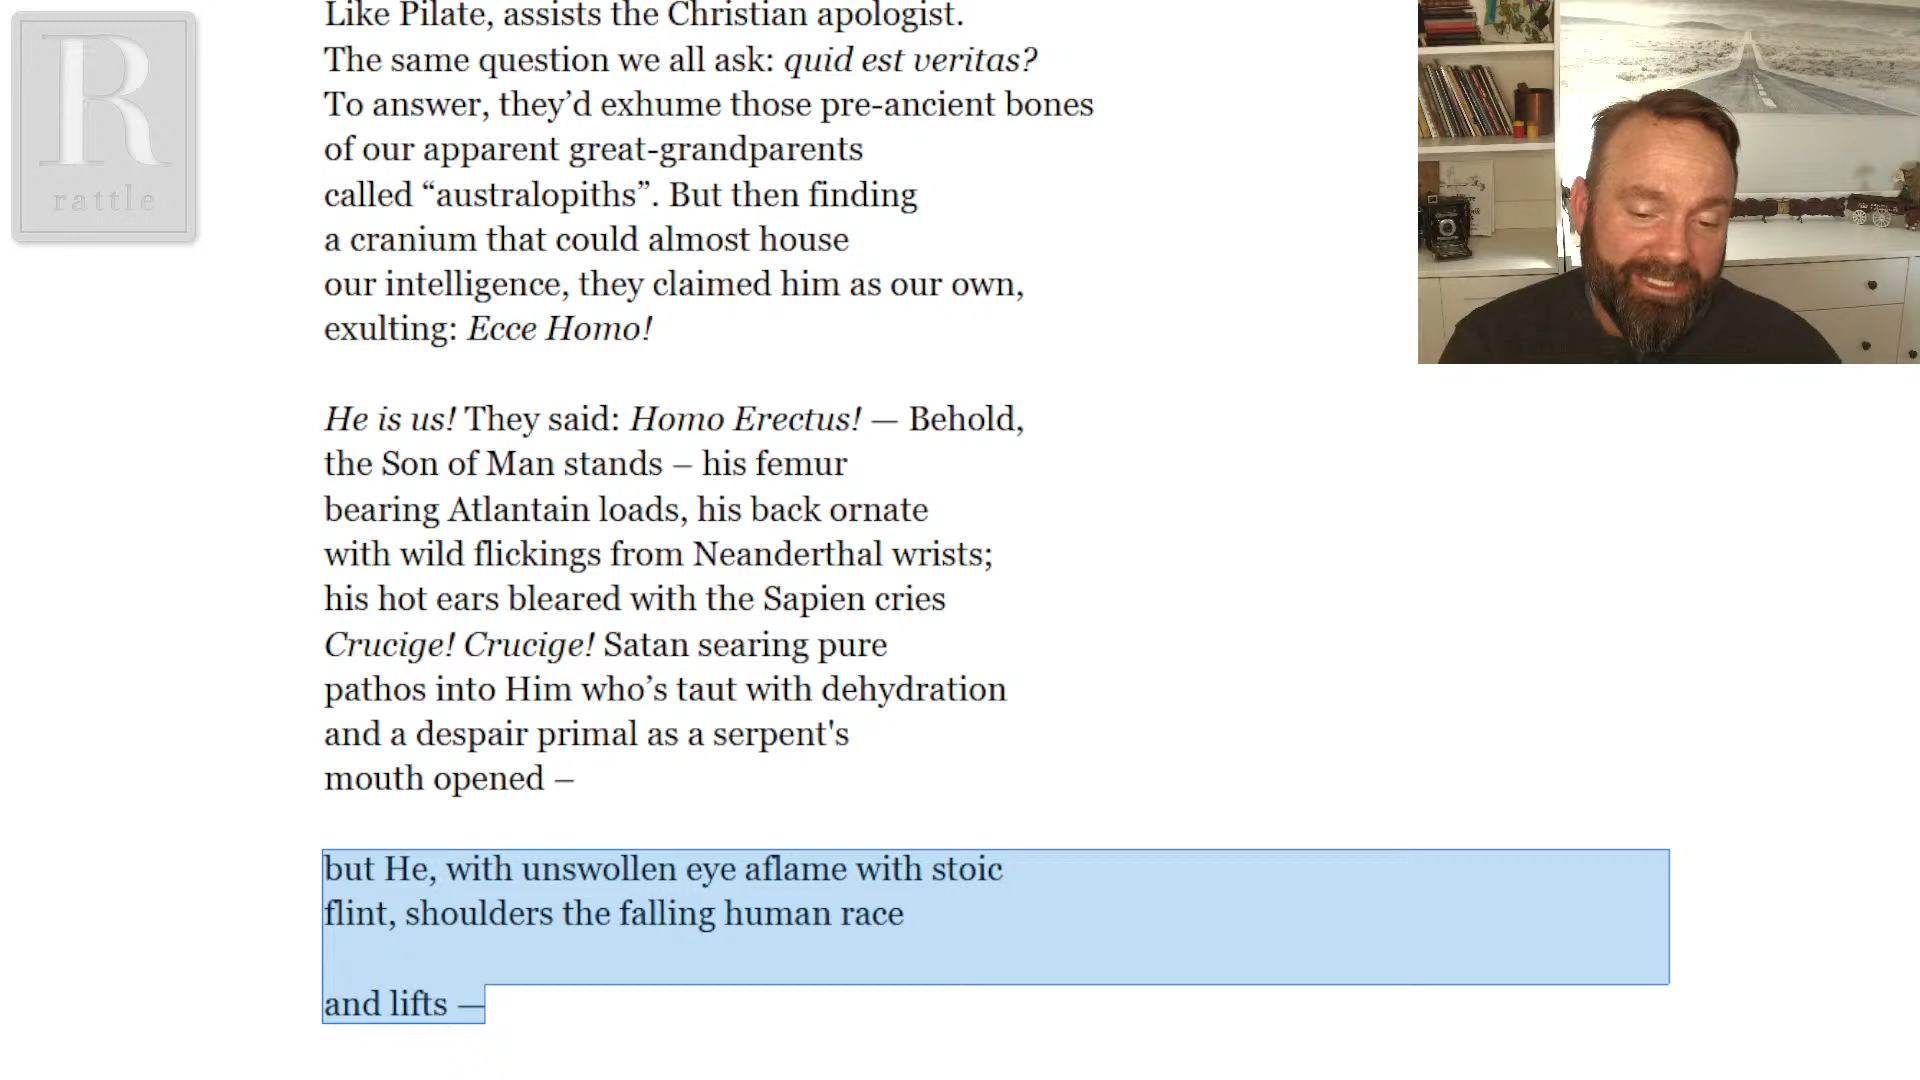 R
rattle
Like Pilate, assists the Christian apologist.
The same question we all ask: quid est veritas?
To answer, they’d exhume those pre-ancient bones
of our apparent great-grandparents
called “australopiths”. But then finding
a cranium that could almost house
our intelligence, they claimed him as our own,
exulting: Ecce Homo!
He is us! They said: Homo Erectus! — Behold,
the Son of Man stands – his femur
bearing Atlantain loads, his back ornate
with wild flickings from Neanderthal wrists;
his hot ears bleared with the Sapien cries
Crucige! Crucige! Satan searing pure
pathos into Him who’s taut with dehydration
and a despair primal as a serpent's
mouth opened –
but He, with unswollen eye aflame with stoic
flint, shoulders the falling human race
and lifts —